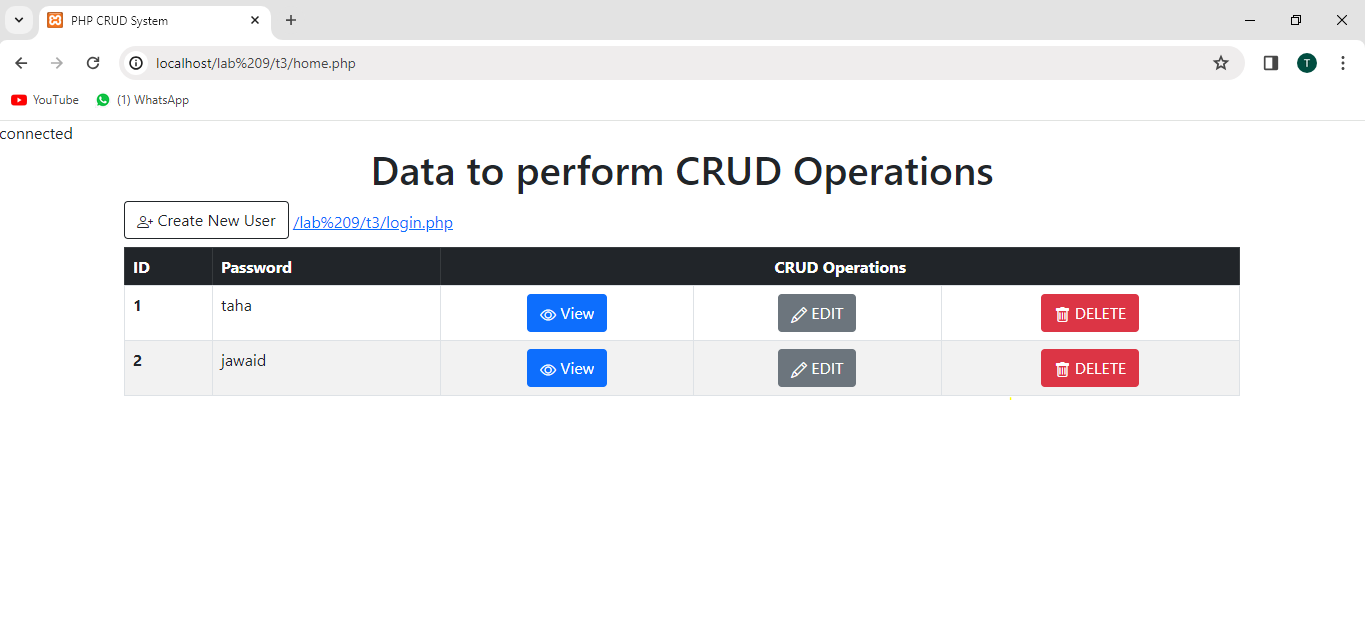 PHP CRUD System
localhost/lab%209/t3/home.php
T
YouTube (1) WhatsApp
connected
Data to perform CRUD Operations
Create New User /lab%209/t3/login.php
ID Password CRUD Operations
1 taha View EDIT DELETE
2 jawaid View EDIT DELETE